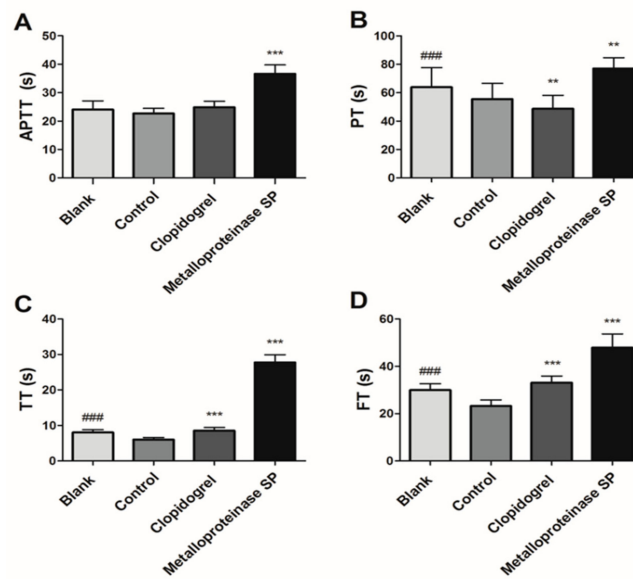 A
APTT (s)
50
40
30
20
10
0
***
Blank
Control
Clopidogrel
Metalloproteinase SP
B
PT (s)
100
80
60
40
20
0
###
**
**
Blank
Control
Clopidogrel
Metalloproteinase SP
C
TT (s)
40
30
20
10
0
###
***
***
Blank
Control
Clopidogrel
Metalloproteinase SP
D
FT (s)
60
40
20
0
###
***
***
Blank
Control
Clopidogrel
Metalloproteinase SP